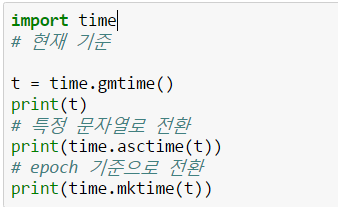 import time
# 현재 기준
t = time.gmtime()
print(t)
# 특정 문자열로 전환
print(time.asctime(t))
# epoch 기준으로 전환
print(time.mktime(t))